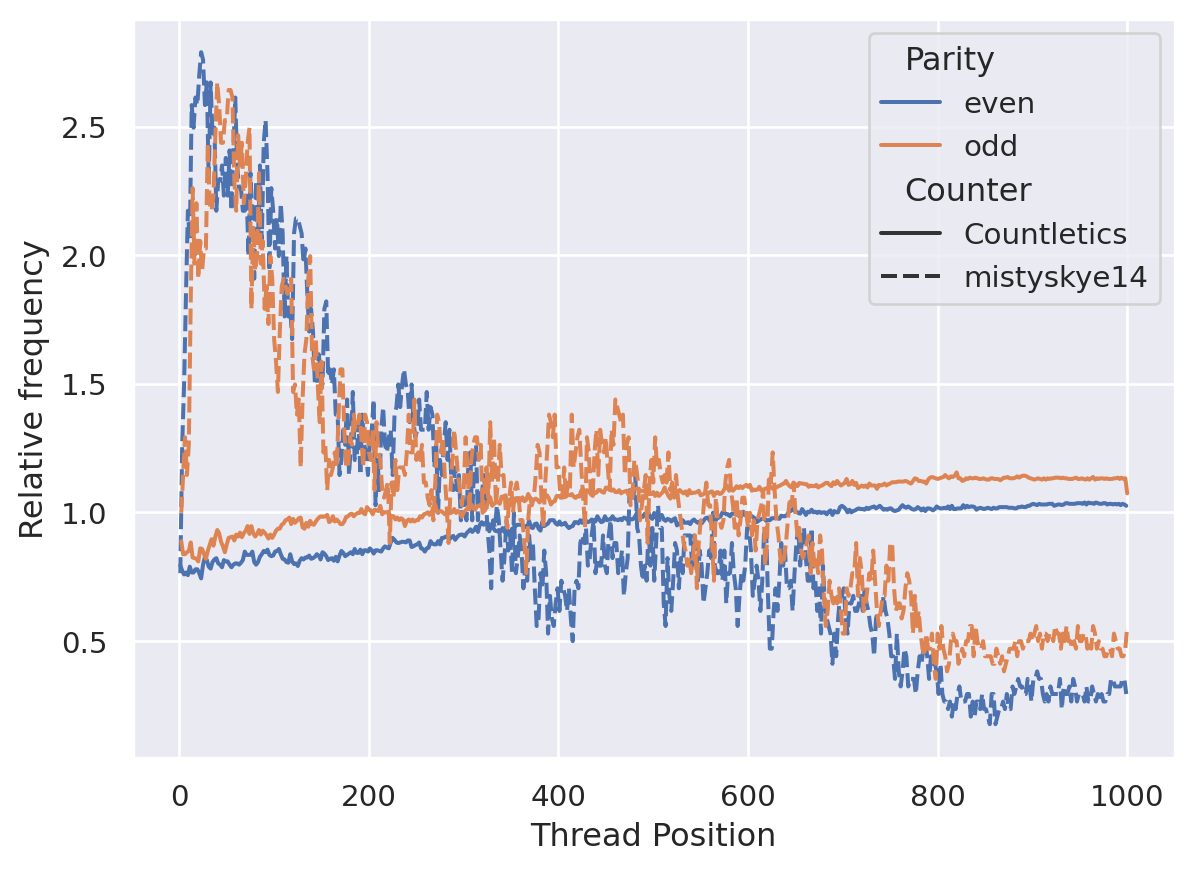 Relative frequency
2.5
2.0
1.5
1.0
0.5
0
200
400
600
800
1000
Thread Position
Parity
even
odd
Counter
Countletics
mistyskye14